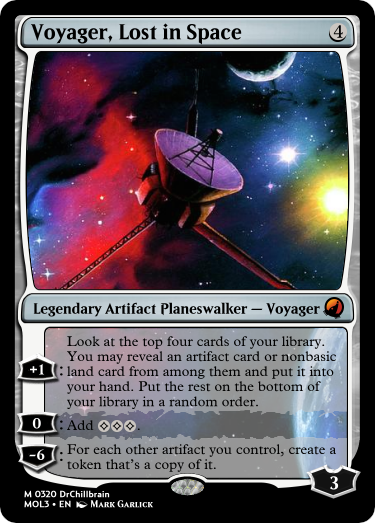 Voyager, Lost in Space 4
Legendary Artifact Planeswalker — Voyager
Look at the top four cards of your library.
You may reveal an artifact card or nonbasic
+1: land card from among them and put it into
your hand. Put the rest on the bottom of
your library in a random order.
0: Add ◇◇◇.
-6: For each other artifact you control, create a
token that's a copy of it.
3
M 0320 DrChillbrain
MOL3 • EN Mark Garlick